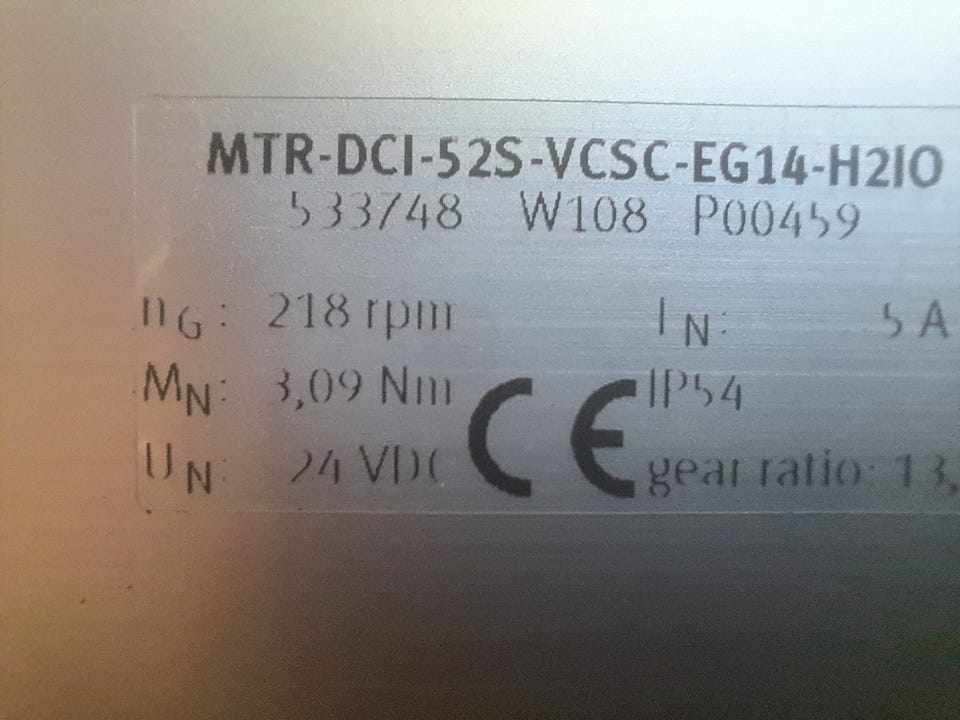 MTR-DCI-52S-VCSC-EG14-H2IO
533748 W108 P00459
nG: 218 rpm IN: 5 A
MN: 3,09 Nm CE IP54
UN: 24 VDC gear ratio: 13,